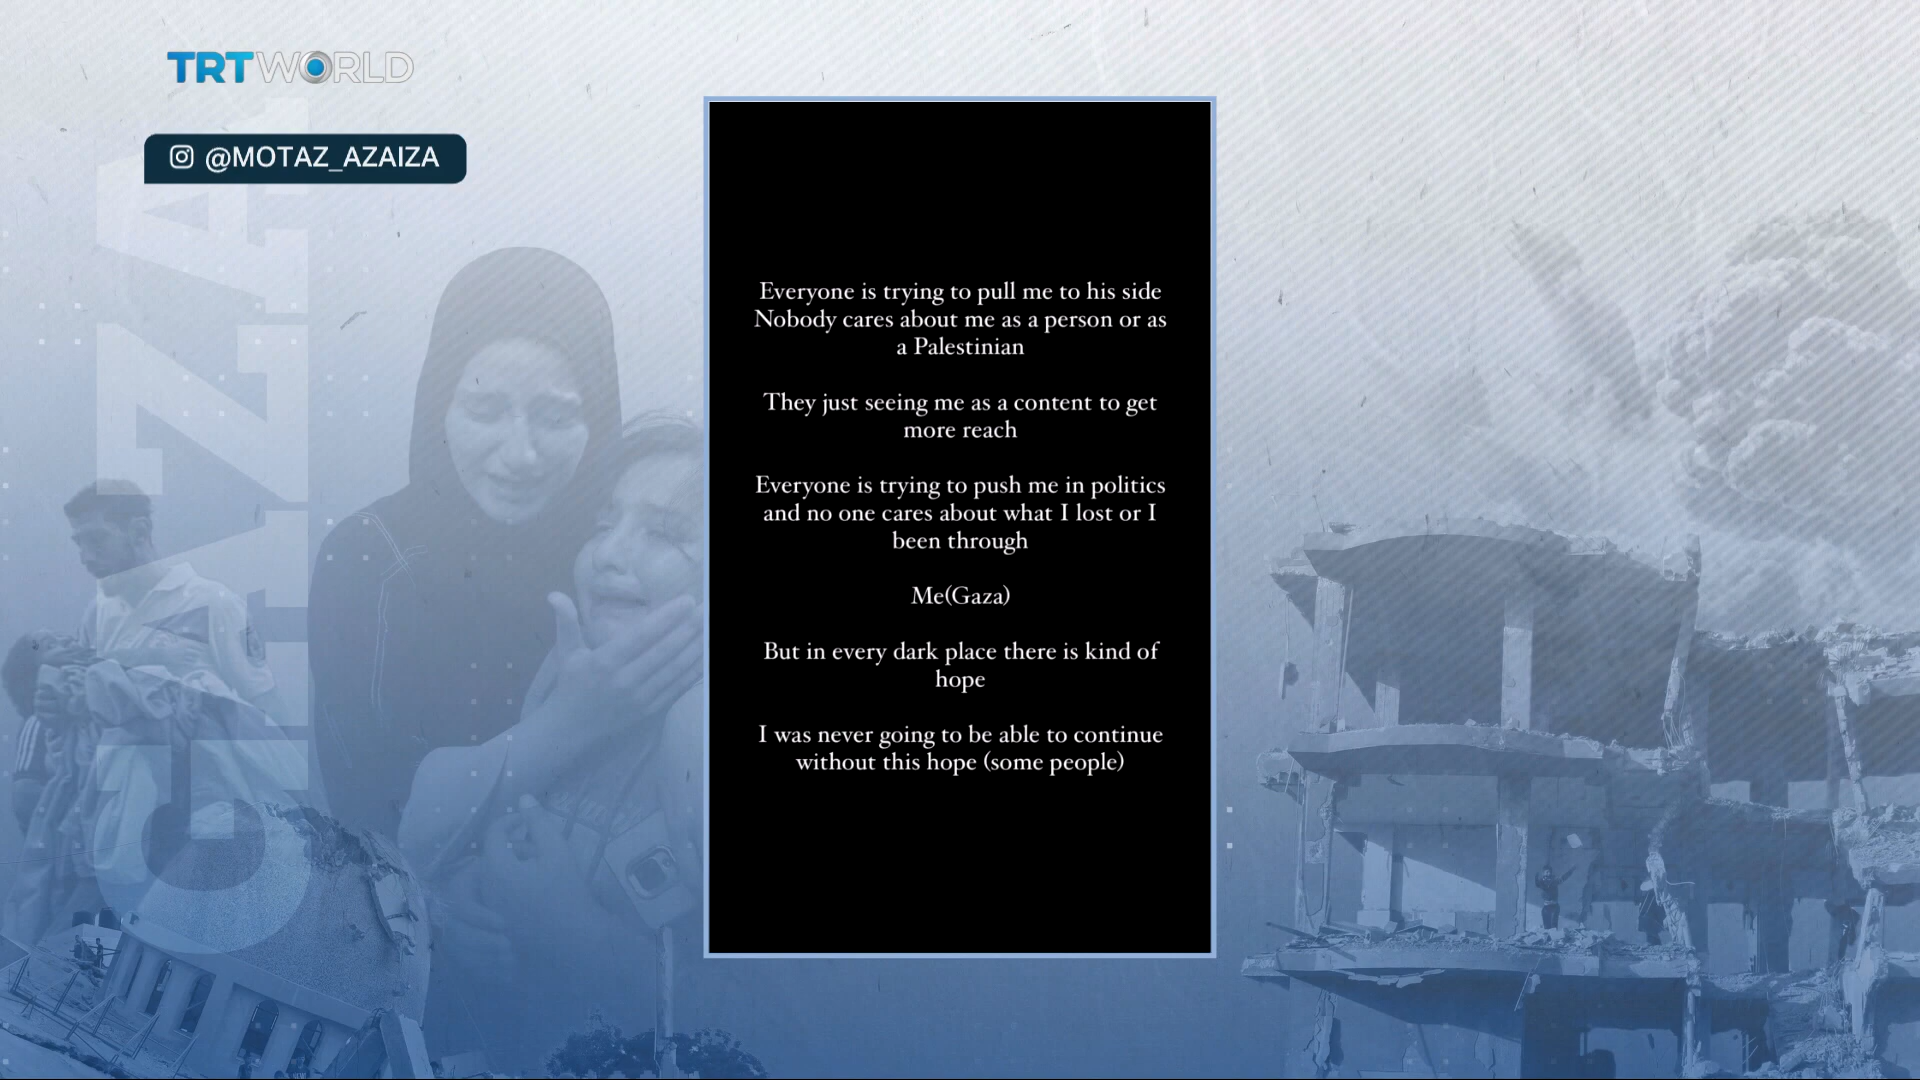 TRT WORLD
@MOTAZ_AZAIZA
GAZA
Everyone is trying to pull me to his side
Nobody cares about me as a person or as
a Palestinian
They just seeing me as a content to get
more reach
Everyone is trying to push me in politics
and no one cares about what I lost or I
been through
Me(Gaza)
But in every dark place there is kind of
hope
I was never going to be able to continue
without this hope (some people)